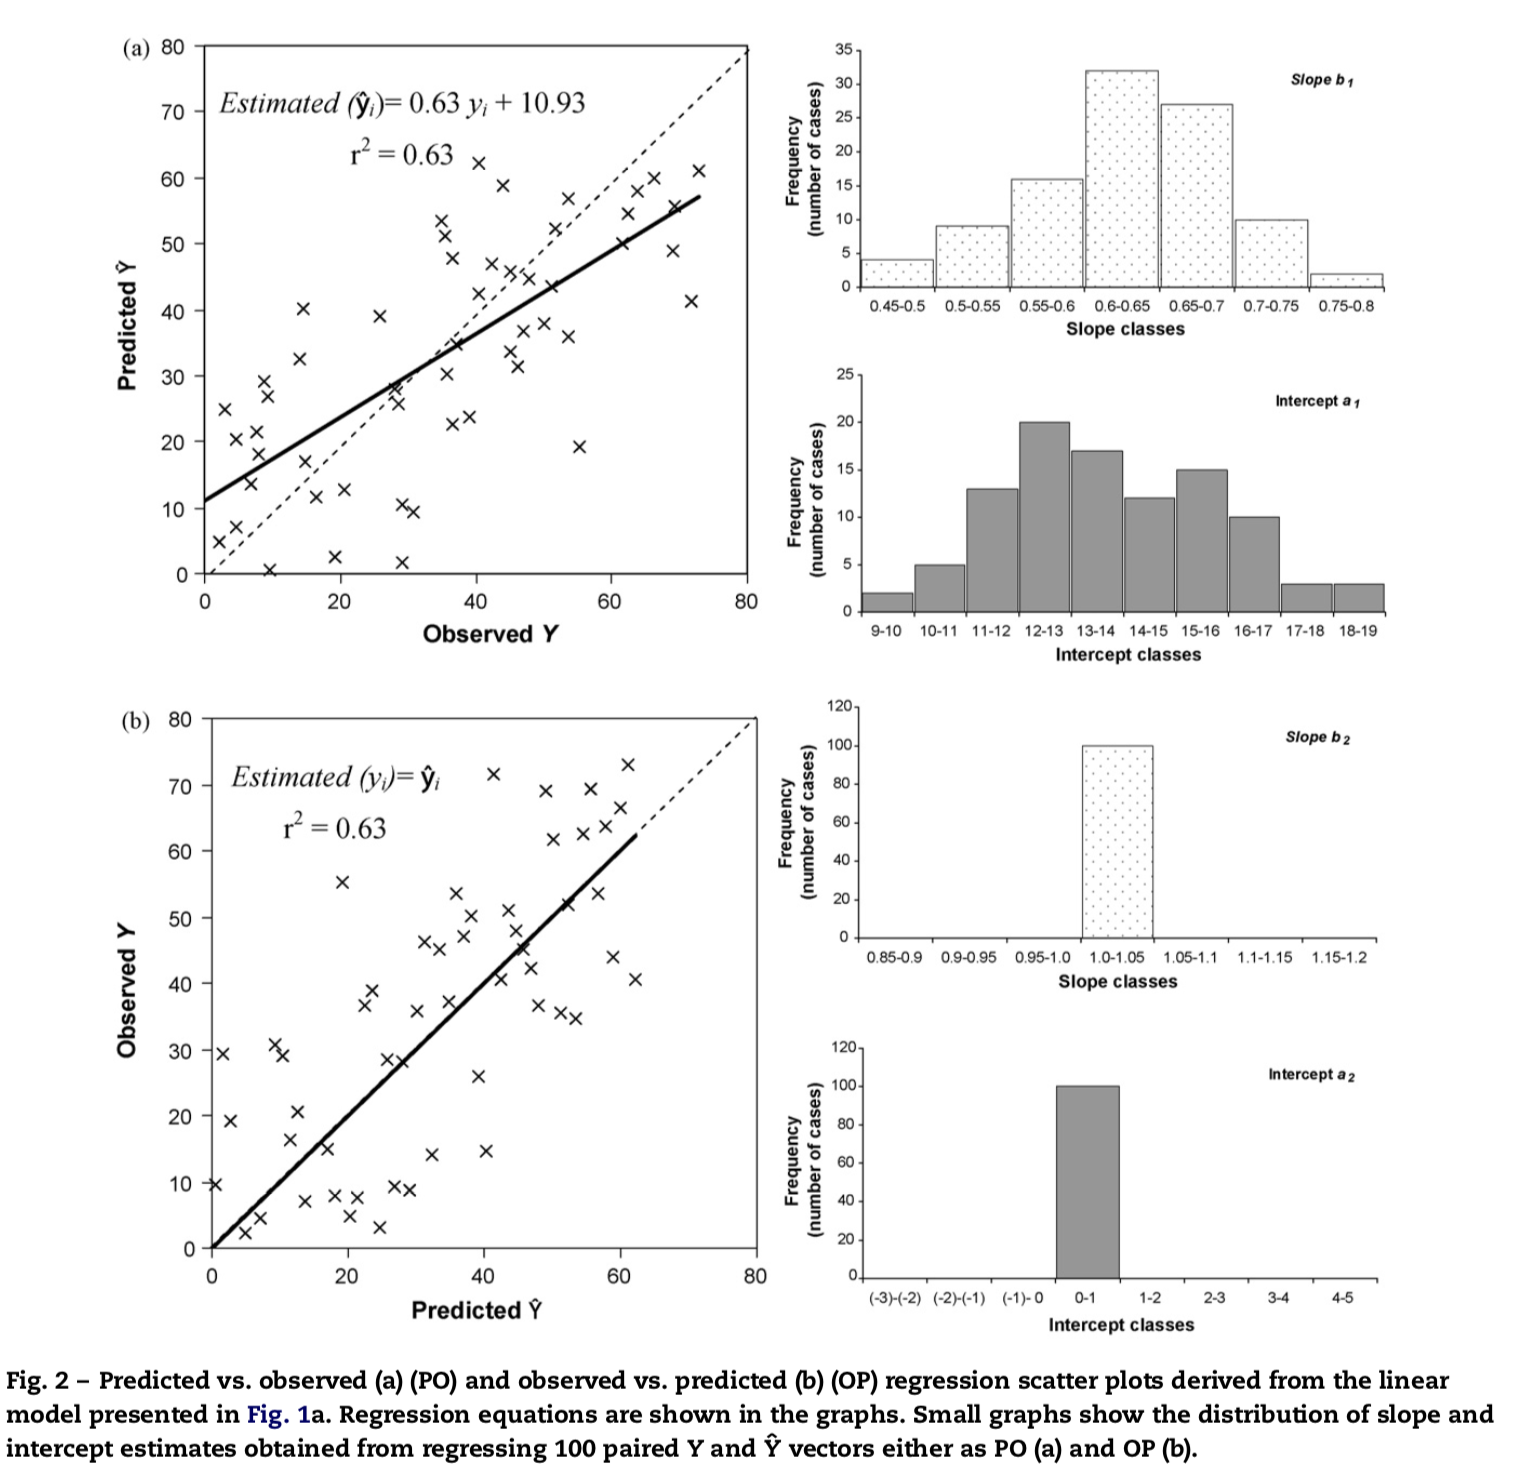 (a)
80
70
60
50
40
30
20
10
0
Predicted Ŷ
Estimated (ŷᵢ)= 0.63 yᵢ + 10.93
r² = 0.63
0 20 40 60 80
Observed Y
35
30
25
20
15
10
5
0
Frequency
(number of cases)
Slope b₁
0.45-0.5 0.5-0.55 0.55-0.6 0.6-0.65 0.65-0.7 0.7-0.75 0.75-0.8
Slope classes
25
20
15
10
5
0
Frequency
(number of cases)
Intercept a₁
9-10 10-11 11-12 12-13 13-14 14-15 15-16 16-17 17-18 18-19
Intercept classes
(b)
80
70
60
50
40
30
20
10
0
Observed Y
Estimated (yᵢ)= ŷᵢ
r² = 0.63
0 20 40 60 80
Predicted Ŷ
120
100
80
60
40
20
0
Frequency
(number of cases)
Slope b₂
0.85-0.9 0.9-0.95 0.95-1.0 1.0-1.05 1.05-1.1 1.1-1.15 1.15-1.2
Slope classes
120
100
80
60
40
20
0
Frequency
(number of cases)
Intercept a₂
(-3)-(-2) (-2)-(-1) (-1)- 0 0-1 1-2 2-3 3-4 4-5
Intercept classes
Fig. 2 – Predicted vs. observed (a) (PO) and observed vs. predicted (b) (OP) regression scatter plots derived from the linear
model presented in Fig. 1a. Regression equations are shown in the graphs. Small graphs show the distribution of slope and
intercept estimates obtained from regressing 100 paired Y and Ŷ vectors either as PO (a) and OP (b).